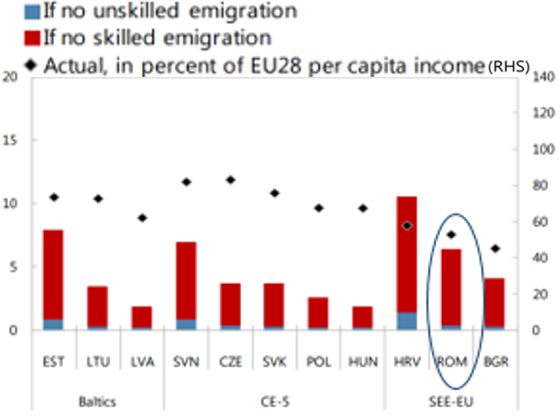 If no unskilled emigration
If no skilled emigration
Actual, in percent of EU28 per capita income (RHS)
20 140
120
15
100
80
10
60
5 40
20
0 0
EST LTU LVA SVN CZE SVK POL HUN HRV ROM BGR
Baltics CE-5 SEE-EU